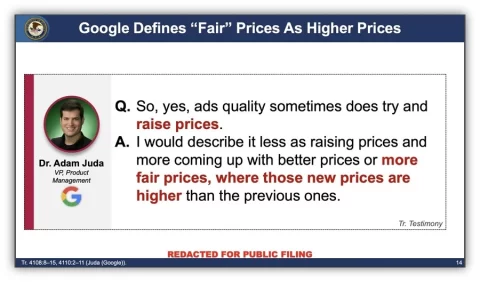 Google Defines “Fair” Prices As Higher Prices
Q. So, yes, ads quality sometimes does try and
raise prices.
A. I would describe it less as raising prices and
more coming up with better prices or more
fair prices, where those new prices are
higher than the previous ones.
Dr. Adam Juda
VP, Product
Management
Tr. Testimony
REDACTED FOR PUBLIC FILING
Tr. 4108:8–15, 4110:2–11 (Juda (Google)).
14